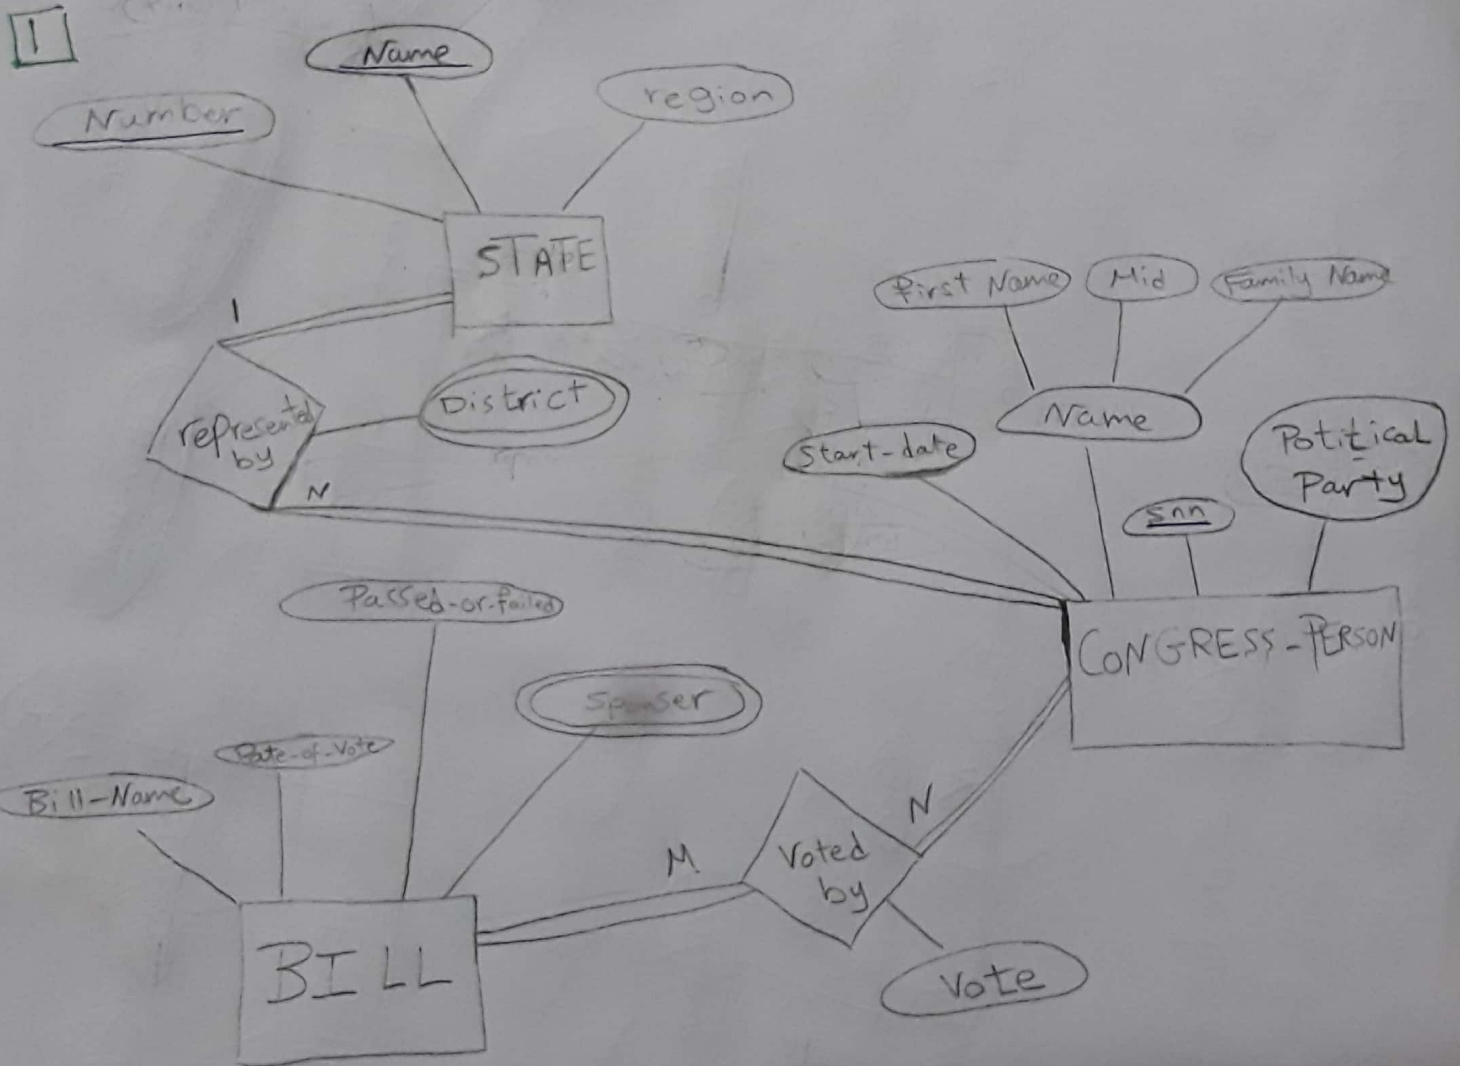 1
Name
Number
region
STATE
1
District
represented
by
N
First Name
Mid
Family Name
Name
Start-date
Potitical
Party
snn
CONGRESS-PERSON
Passed-or-failed
Sponser
Date-of-Vote
Bill-Name
BILL
M
N
Voted
by
Vote